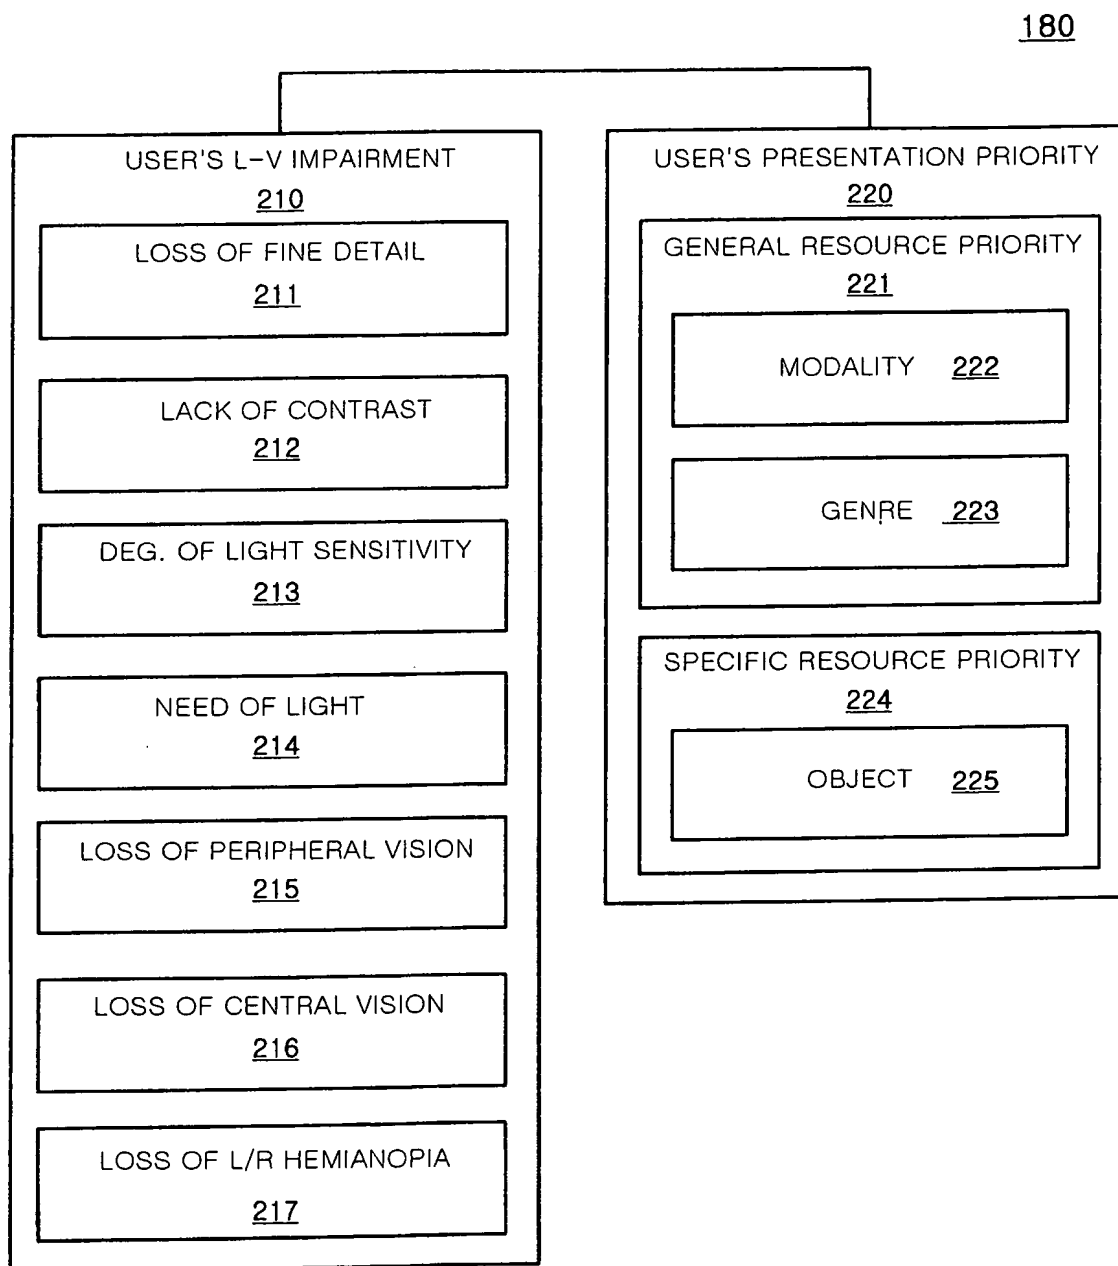 180
USER'S L-V IMPAIRMENT
210
LOSS OF FINE DETAIL
211
LACK OF CONTRAST
212
DEG. OF LIGHT SENSITIVITY
213
NEED OF LIGHT
214
LOSS OF PERIPHERAL VISION
215
LOSS OF CENTRAL VISION
216
LOSS OF L/R HEMIANOPIA
217
USER'S PRESENTATION PRIORITY
220
GENERAL RESOURCE PRIORITY
221
MODALITY 222
GENRE 223
SPECIFIC RESOURCE PRIORITY
224
OBJECT 225